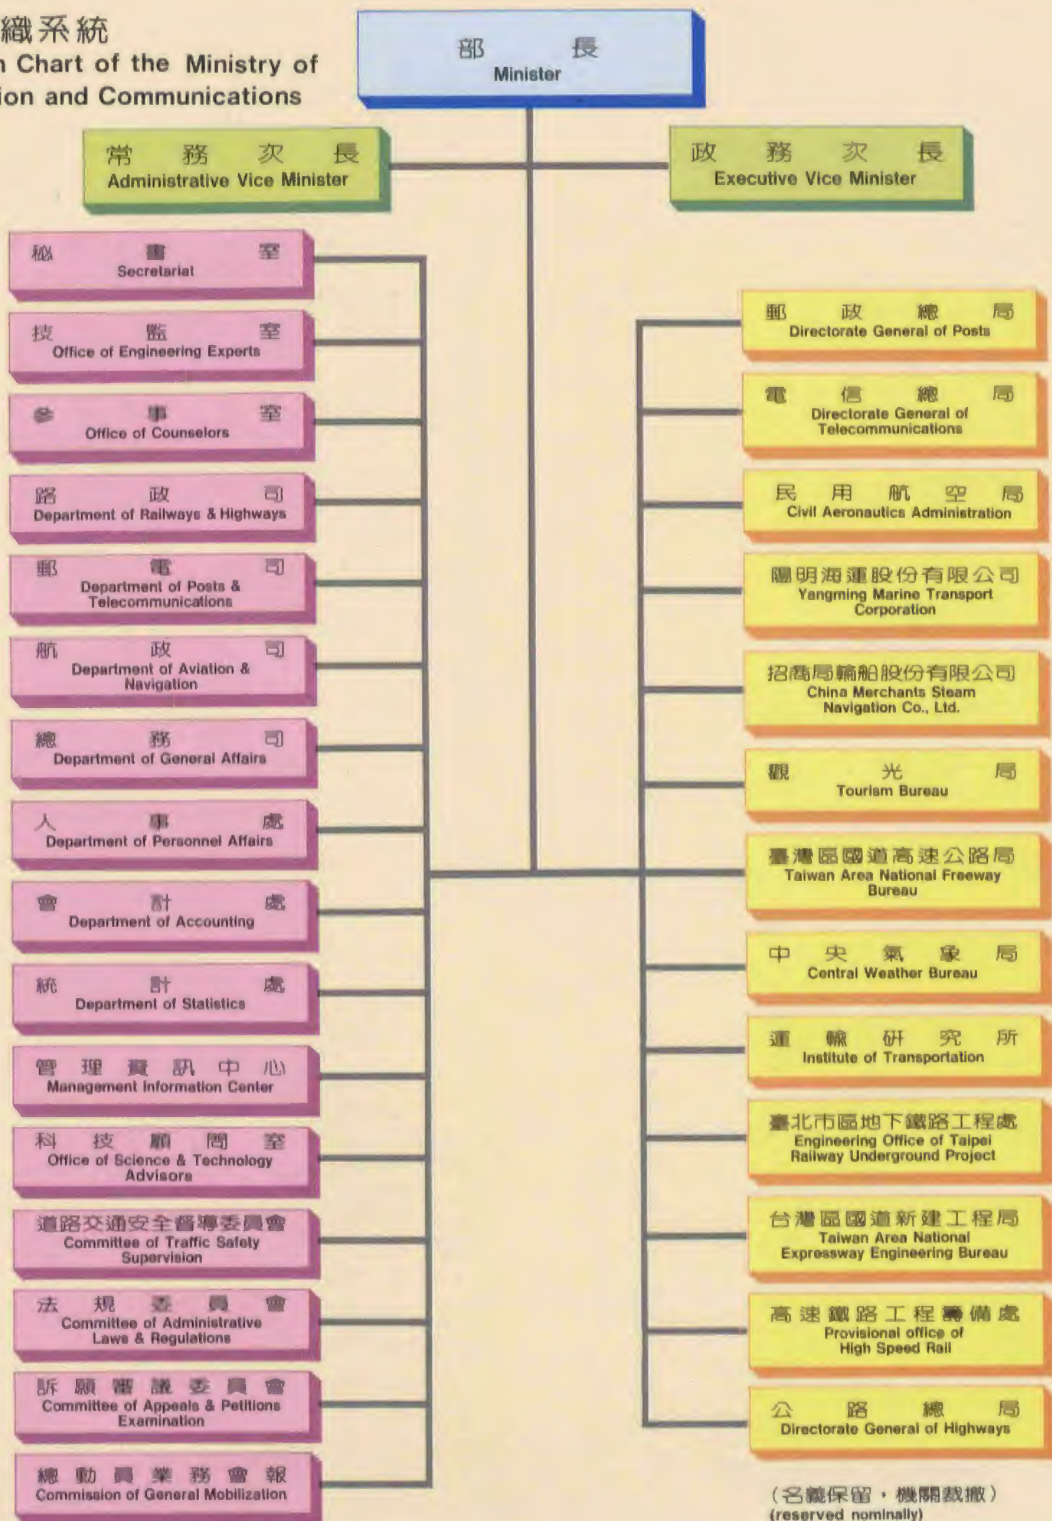 織系統
n Chart of the Ministry of
ion and Communications
部長
Minister
常務次長
Administrative Vice Minister
政務次長
Executive Vice Minister
秘書室
Secretariat
技監室
Office of Engineering Experts
參事室
Office of Counselors
路政司
Department of Railways & Highways
郵電司
Department of Posts &
Telecommunications
航政司
Department of Aviation &
Navigation
總務司
Department of General Affairs
人事處
Department of Personnel Affairs
會計處
Department of Accounting
統計處
Department of Statistics
管理資訊中心
Management Information Center
科技顧問室
Office of Science & Technology
Advisors
道路交通安全督導委員會
Committee of Traffic Safety
Supervision
法規委員會
Committee of Administrative
Laws & Regulations
訴願審議委員會
Committee of Appeals & Petitions
Examination
總動員業務會報
Commission of General Mobilization
郵政總局
Directorate General of Posts
電信總局
Directorate General of
Telecommunications
民用航空局
Civil Aeronautics Administration
陽明海運股份有限公司
Yangming Marine Transport
Corporation
招商局輪船股份有限公司
China Merchants Steam
Navigation Co., Ltd.
觀光局
Tourism Bureau
臺灣區國道高速公路局
Taiwan Area National Freeway
Bureau
中央氣象局
Central Weather Bureau
運輸研究所
Institute of Transportation
臺北市區地下鐵路工程處
Engineering Office of Taipei
Railway Underground Project
台灣區國道新建工程局
Taiwan Area National
Expressway Engineering Bureau
高速鐵路工程籌備處
Provisional office of
High Speed Rail
公路總局
Directorate General of Highways
(名義保留，機關裁撤)
(reserved nominally)